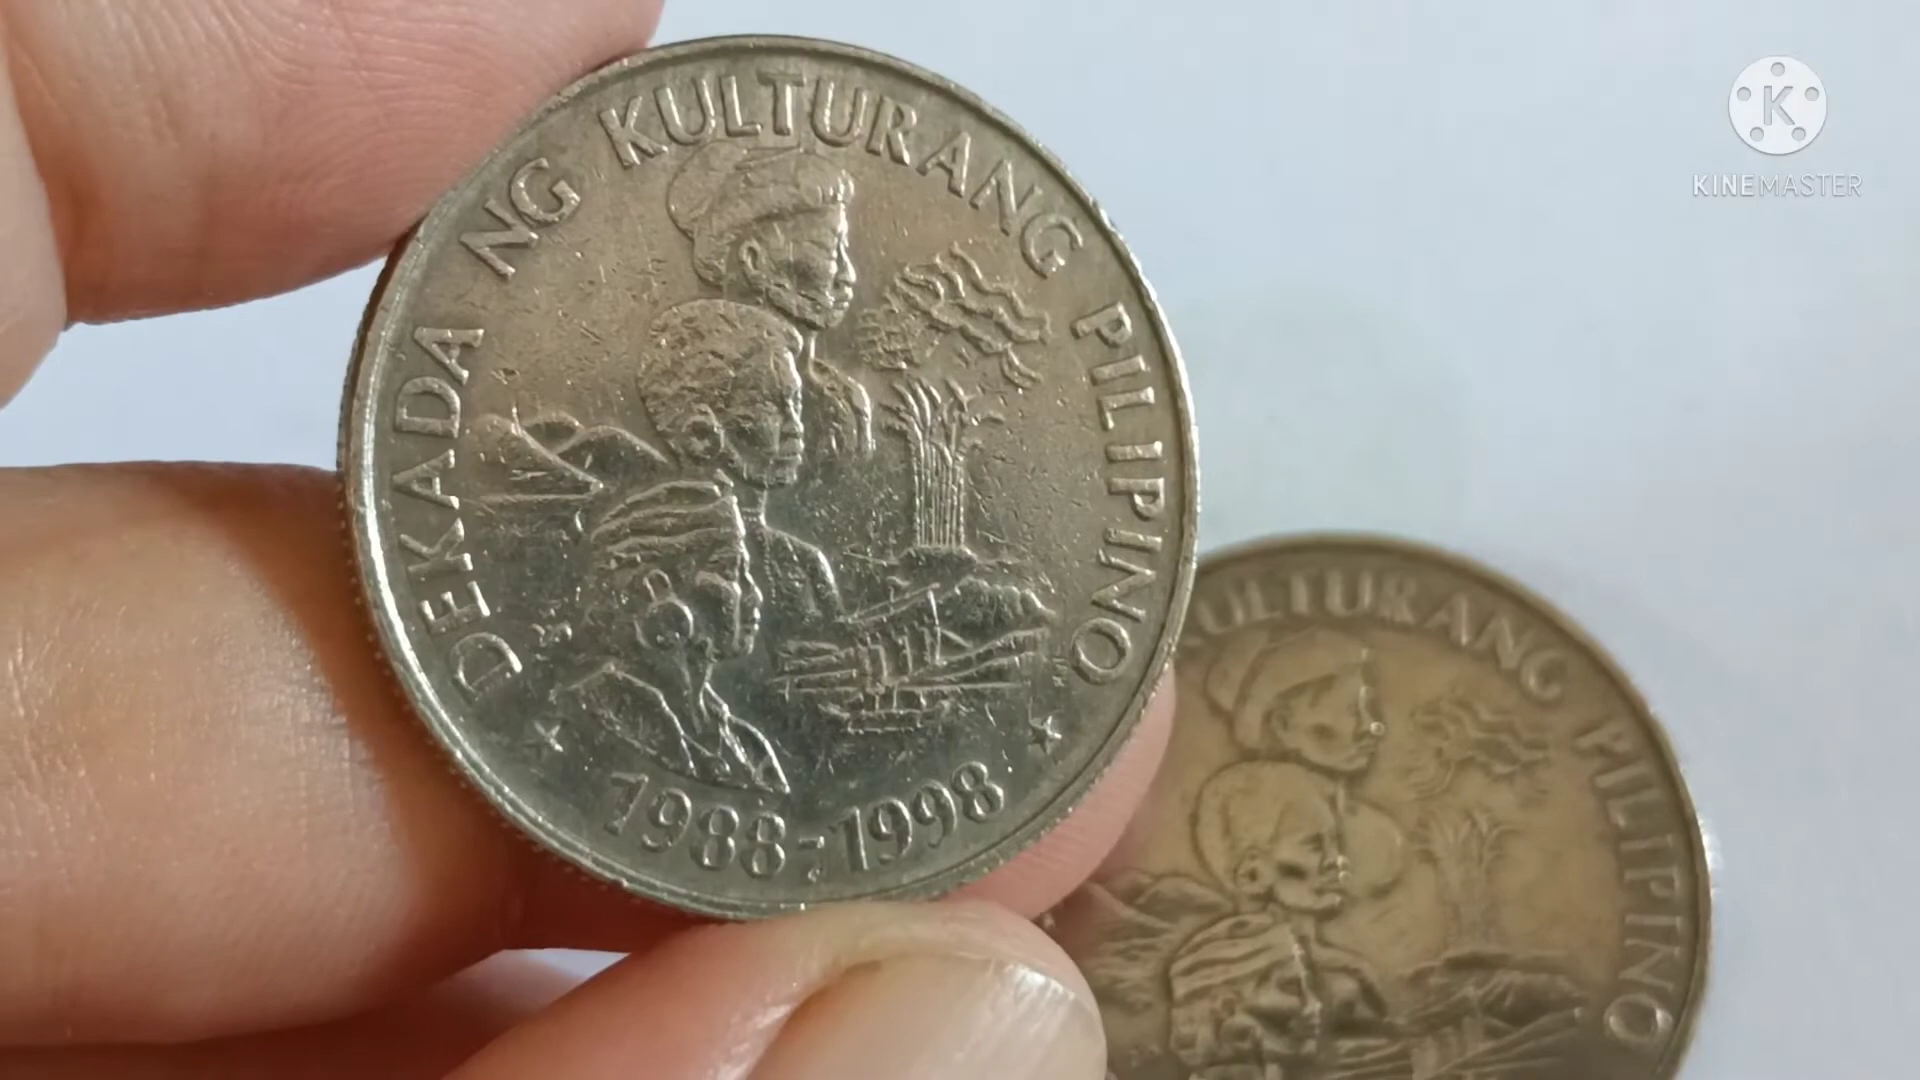 DEKADA NG KULTURANG PILIPINO
1988-1998
KULTURANG PILIPINO
KINEMASTER